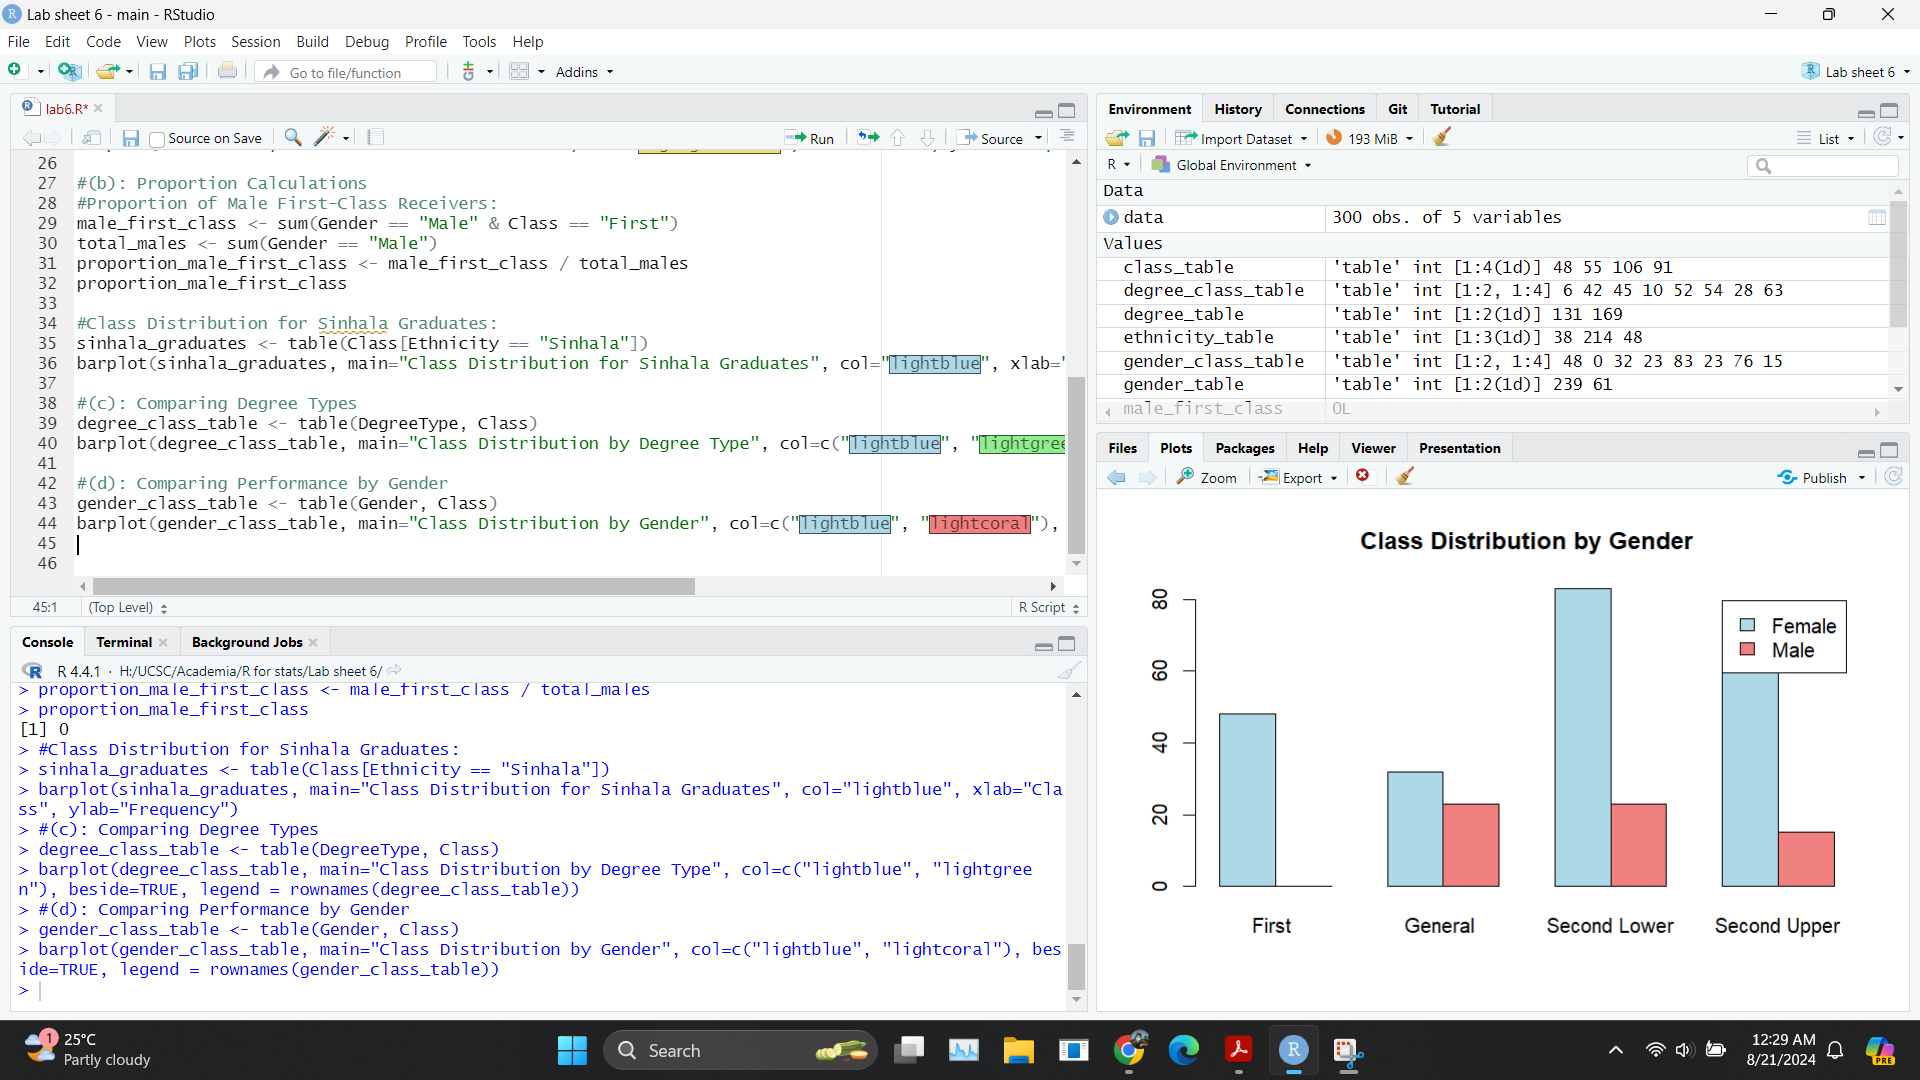 Lab sheet 6 - main - RStudio
File Edit Code View Plots Session Build Debug Profile Tools Help
Go to file/function Addins Lab sheet 6
lab6.R*
Source on Save Run Source
26
27 #(b): Proportion Calculations
28 #Proportion of Male First-Class Receivers:
29 male_first_class <- sum(Gender == "Male" & Class == "First")
30 total_males <- sum(Gender == "Male")
31 proportion_male_first_class <- male_first_class / total_males
32 proportion_male_first_class
33
34 #Class Distribution for Sinhala Graduates:
35 sinhala_graduates <- table(Class[Ethnicity == "Sinhala"])
36 barplot(sinhala_graduates, main="Class Distribution for Sinhala Graduates", col="lightblue", xlab="
37
38 #(c): Comparing Degree Types
39 degree_class_table <- table(DegreeType, Class)
40 barplot(degree_class_table, main="Class Distribution by Degree Type", col=c("lightblue", "lightgree
41
42 #(d): Comparing Performance by Gender
43 gender_class_table <- table(Gender, Class)
44 barplot(gender_class_table, main="Class Distribution by Gender", col=c("lightblue", "lightcoral"),
45
46
45:1 (Top Level) R Script
Console Terminal Background Jobs
R 4.4.1 · H:/UCSC/Academia/R for stats/Lab sheet 6/
> proportion_male_first_class <- male_first_class / total_males
> proportion_male_first_class
[1] 0
> #Class Distribution for Sinhala Graduates:
> sinhala_graduates <- table(Class[Ethnicity == "Sinhala"])
> barplot(sinhala_graduates, main="Class Distribution for Sinhala Graduates", col="lightblue", xlab="Cla
ss", ylab="Frequency")
> #(c): Comparing Degree Types
> degree_class_table <- table(DegreeType, Class)
> barplot(degree_class_table, main="Class Distribution by Degree Type", col=c("lightblue", "lightgree
n"), beside=TRUE, legend = rownames(degree_class_table))
> #(d): Comparing Performance by Gender
> gender_class_table <- table(Gender, Class)
> barplot(gender_class_table, main="Class Distribution by Gender", col=c("lightblue", "lightcoral"), bes
ide=TRUE, legend = rownames(gender_class_table))
>
Environment History Connections Git Tutorial
Import Dataset 193 MiB List
R Global Environment
Data
data 300 obs. of 5 variables
Values
class_table 'table' int [1:4(1d)] 48 55 106 91
degree_class_table 'table' int [1:2, 1:4] 6 42 45 10 52 54 28 63
degree_table 'table' int [1:2(1d)] 131 169
ethnicity_table 'table' int [1:3(1d)] 38 214 48
gender_class_table 'table' int [1:2, 1:4] 48 0 32 23 83 23 76 15
gender_table 'table' int [1:2(1d)] 239 61
male_first_class 0L
Files Plots Packages Help Viewer Presentation
Zoom Export Publish
Class Distribution by Gender
80
60
40
20
0
Female
Male
First General Second Lower Second Upper
1 25°C
Partly cloudy
Search
12:29 AM
8/21/2024
PRE